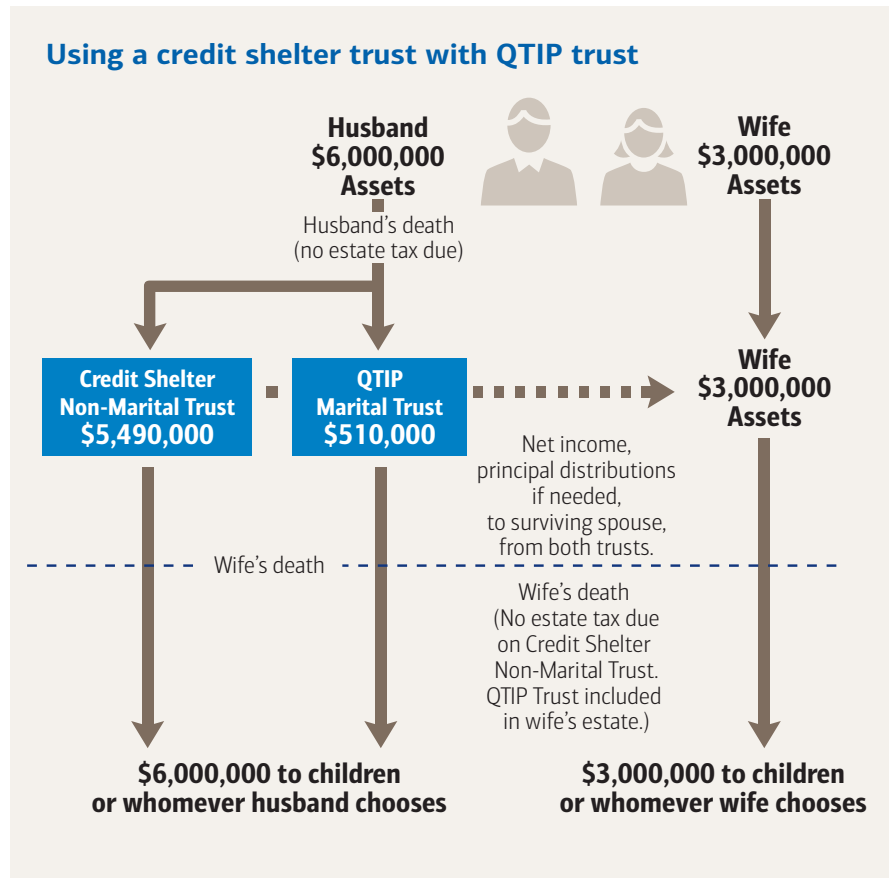 Using a credit shelter trust with QTIP trust
Husband
$6,000,000
Assets
Wife
$3,000,000
Assets
Husband’s death
(no estate tax due)
Credit Shelter
Non-Marital Trust
$5,490,000
QTIP
Marital Trust
$510,000
Wife
$3,000,000
Assets
Net income,
principal distributions
if needed,
to surviving spouse,
from both trusts.
Wife’s death
Wife’s death
(No estate tax due
on Credit Shelter
Non-Marital Trust.
QTIP Trust included
in wife’s estate.)
$6,000,000 to children
or whomever husband chooses
$3,000,000 to children
or whomever wife chooses